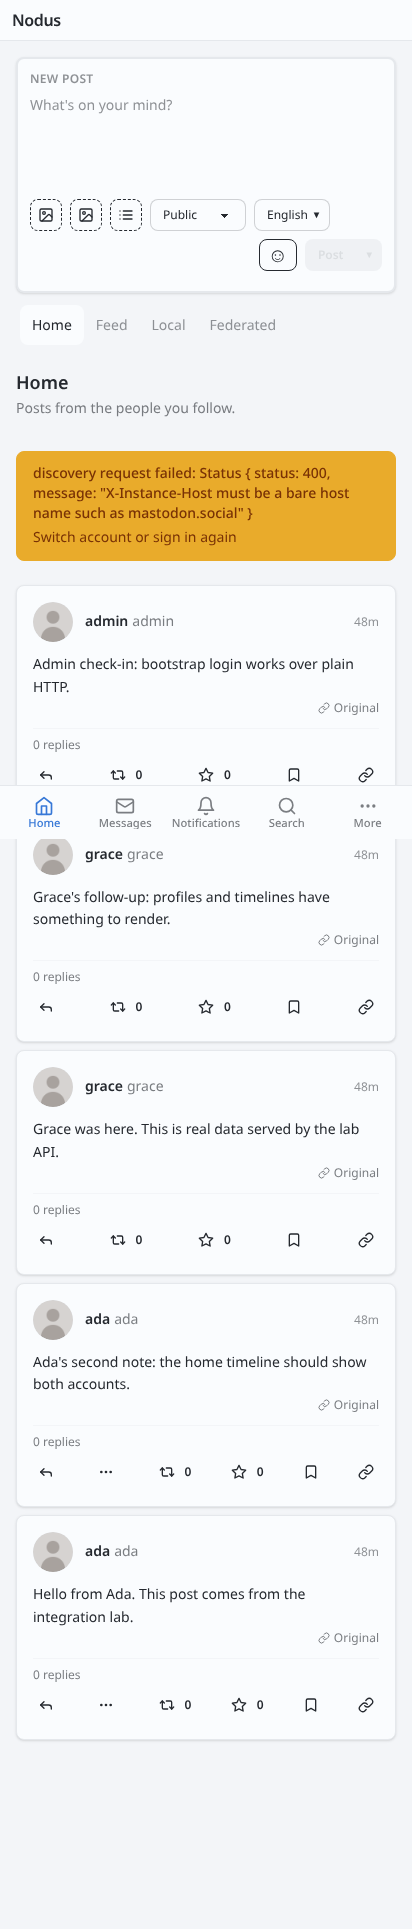 Nodus
NEW POST
What's on your mind?
Public
English ▾
Post ▾
Home Feed Local Federated
Home
Posts from the people you follow.
discovery request failed: Status { status: 400,
message: "X-Instance-Host must be a bare host
name such as mastodon.social" }
Switch account or sign in again
admin admin 48m
Admin check-in: bootstrap login works over plain
HTTP.
Original
0 replies
0 0
Home Messages Notifications Search More
grace grace 48m
Grace's follow-up: profiles and timelines have
something to render.
Original
0 replies
0 0
grace grace 48m
Grace was here. This is real data served by the lab
API.
Original
0 replies
0 0
ada ada 48m
Ada's second note: the home timeline should show
both accounts.
Original
0 replies
0 0
ada ada 48m
Hello from Ada. This post comes from the
integration lab.
Original
0 replies
0 0